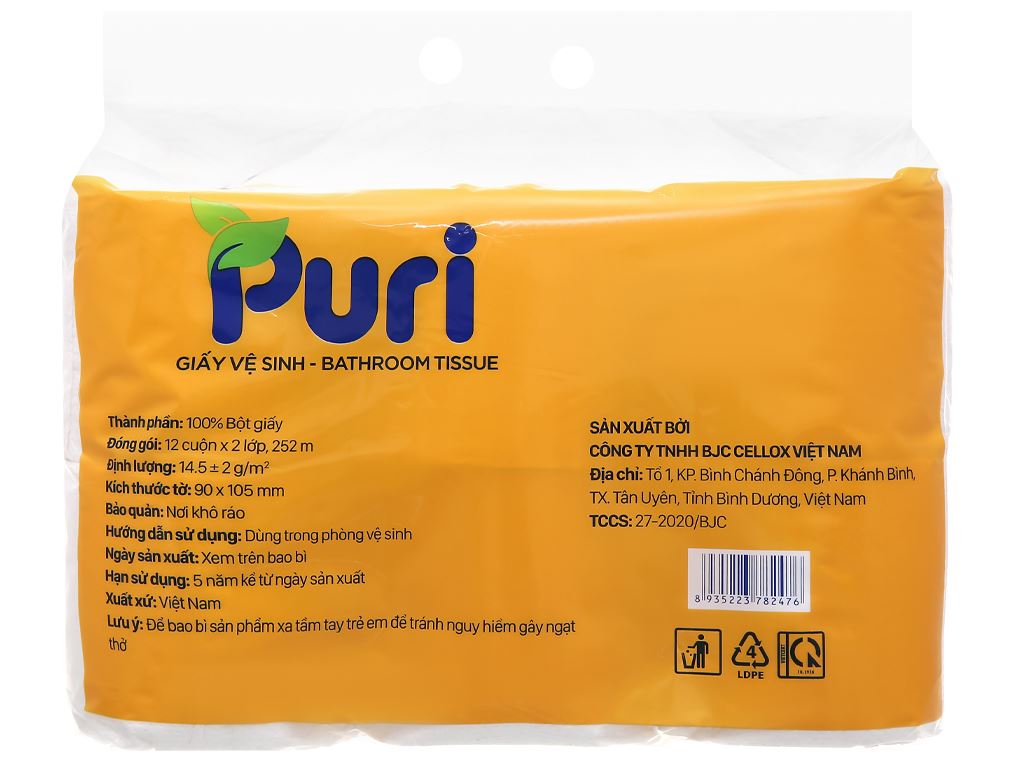 Puri
GIẤY VỆ SINH - BATHROOM TISSUE
Thành phần: 100% Bột giấy
Đóng gói: 12 cuộn x 2 lớp, 252 m
Định lượng: 14.5 ± 2 g/m²
Kích thước tờ: 90 x 105 mm
Bảo quản: Nơi khô ráo
Hướng dẫn sử dụng: Dùng trong phòng vệ sinh
Ngày sản xuất: Xem trên bao bì
Hạn sử dụng: 5 năm kể từ ngày sản xuất
Xuất xứ: Việt Nam
Lưu ý: Để bao bì sản phẩm xa tầm tay trẻ em để tránh nguy hiểm gây ngạt
thở
SẢN XUẤT BỞI
CÔNG TY TNHH BJC CELLOX VIỆT NAM
Địa chỉ: Tổ 1, KP. Bình Chánh Đông, P. Khánh Bình,
TX. Tân Uyên, Tỉnh Bình Dương, Việt Nam
TCCS: 27-2020/BJC
8 935223 782476
4
LDPE